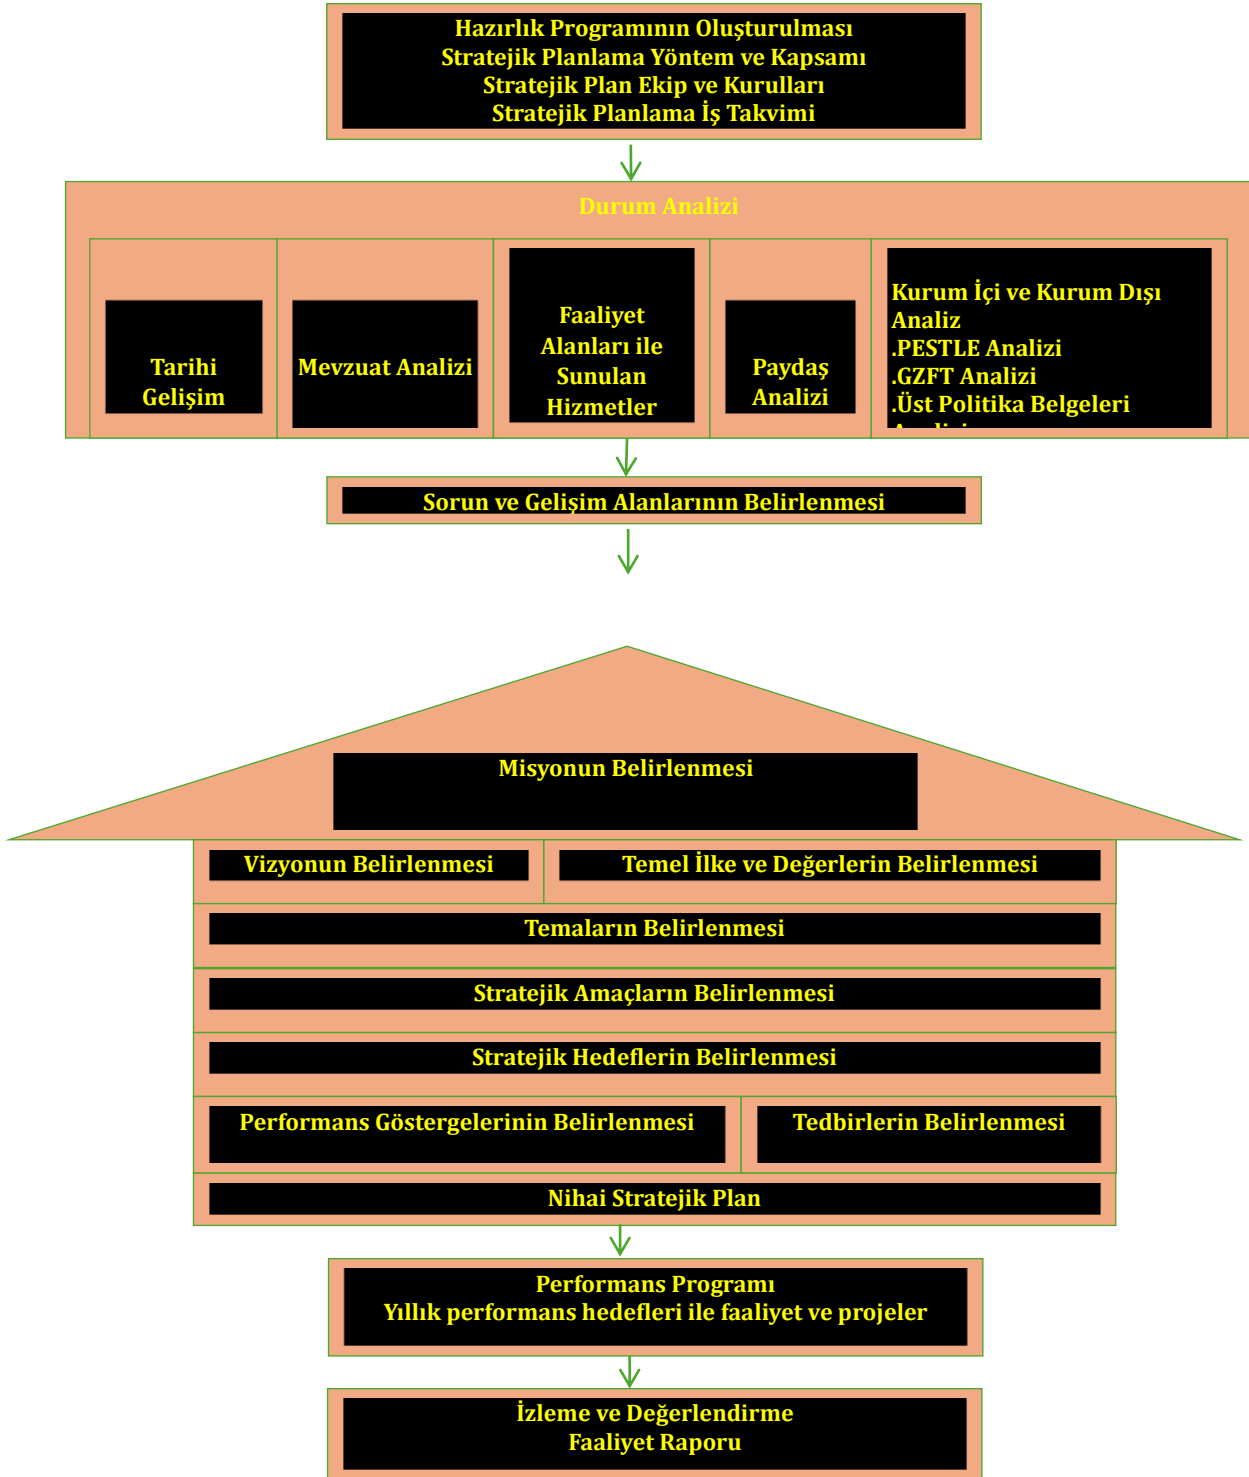 Hazırlık Programının Oluşturulması
Stratejik Planlama Yöntem ve Kapsamı
Stratejik Plan Ekip ve Kurulları
Stratejik Planlama İş Takvimi
Durum Analizi
Tarihi
Gelişim
Mevzuat Analizi
Faaliyet
Alanları ile
Sunulan
Hizmetler
Paydaş
Analizi
Kurum İçi ve Kurum Dışı
Analiz
.PESTLE Analizi
.GZFT Analizi
.Üst Politika Belgeleri
Sorun ve Gelişim Alanlarının Belirlenmesi
Misyonun Belirlenmesi
Vizyonun Belirlenmesi
Temel İlke ve Değerlerin Belirlenmesi
Temaların Belirlenmesi
Stratejik Amaçların Belirlenmesi
Stratejik Hedeflerin Belirlenmesi
Performans Göstergelerinin Belirlenmesi
Tedbirlerin Belirlenmesi
Nihai Stratejik Plan
Performans Programı
Yıllık performans hedefleri ile faaliyet ve projeler
İzleme ve Değerlendirme
Faaliyet Raporu